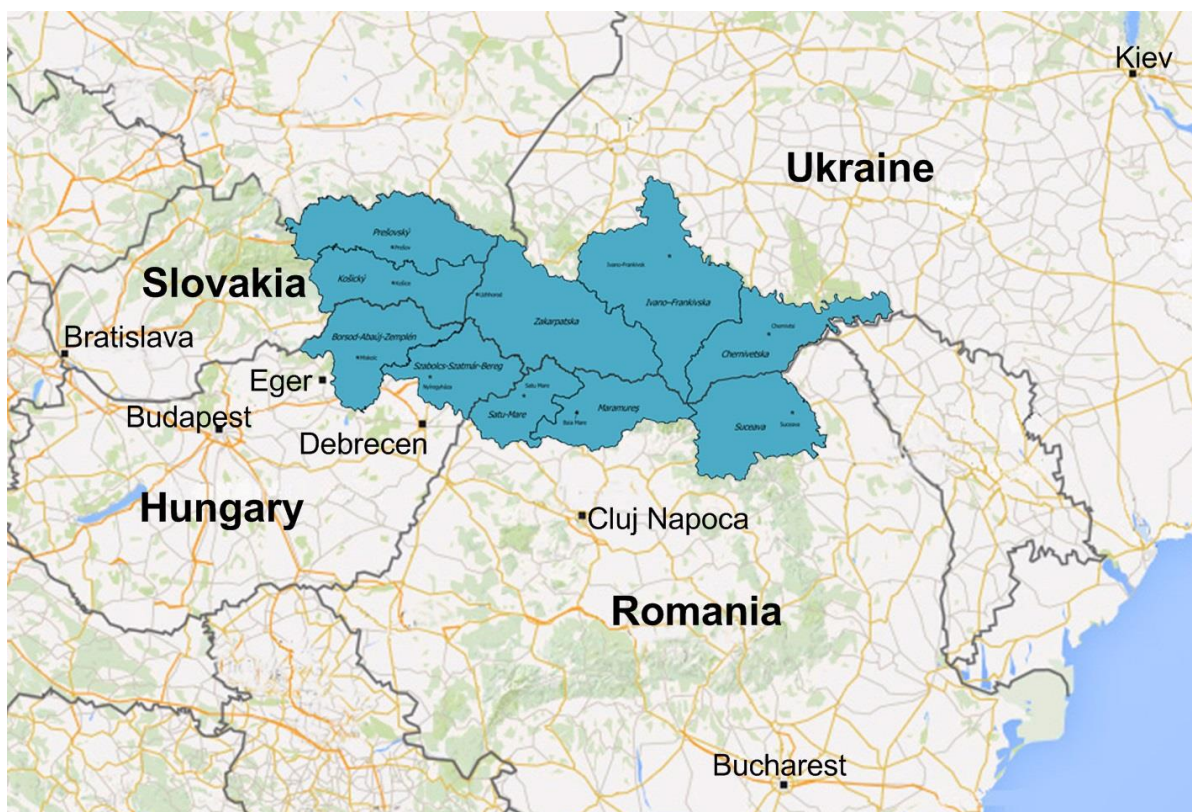 Kiev
Ukraine
Prešovský
Prešov
Slovakia
Košický
Košice
Uzhhorod
Ivano-Frankivsk
Ivano-Frankivska
Zakarpatska
Chernivtsi
Chernivetska
Bratislava
Borsod-Abaúj-Zemplén
Miskolc
Szabolcs-Szatmár-Bereg
Nyíregyháza
Eger
Satu Mare
Satu-Mare
Maramureş
Baia Mare
Suceava
Suceava
Budapest
Debrecen
Hungary
Cluj Napoca
Romania
Bucharest